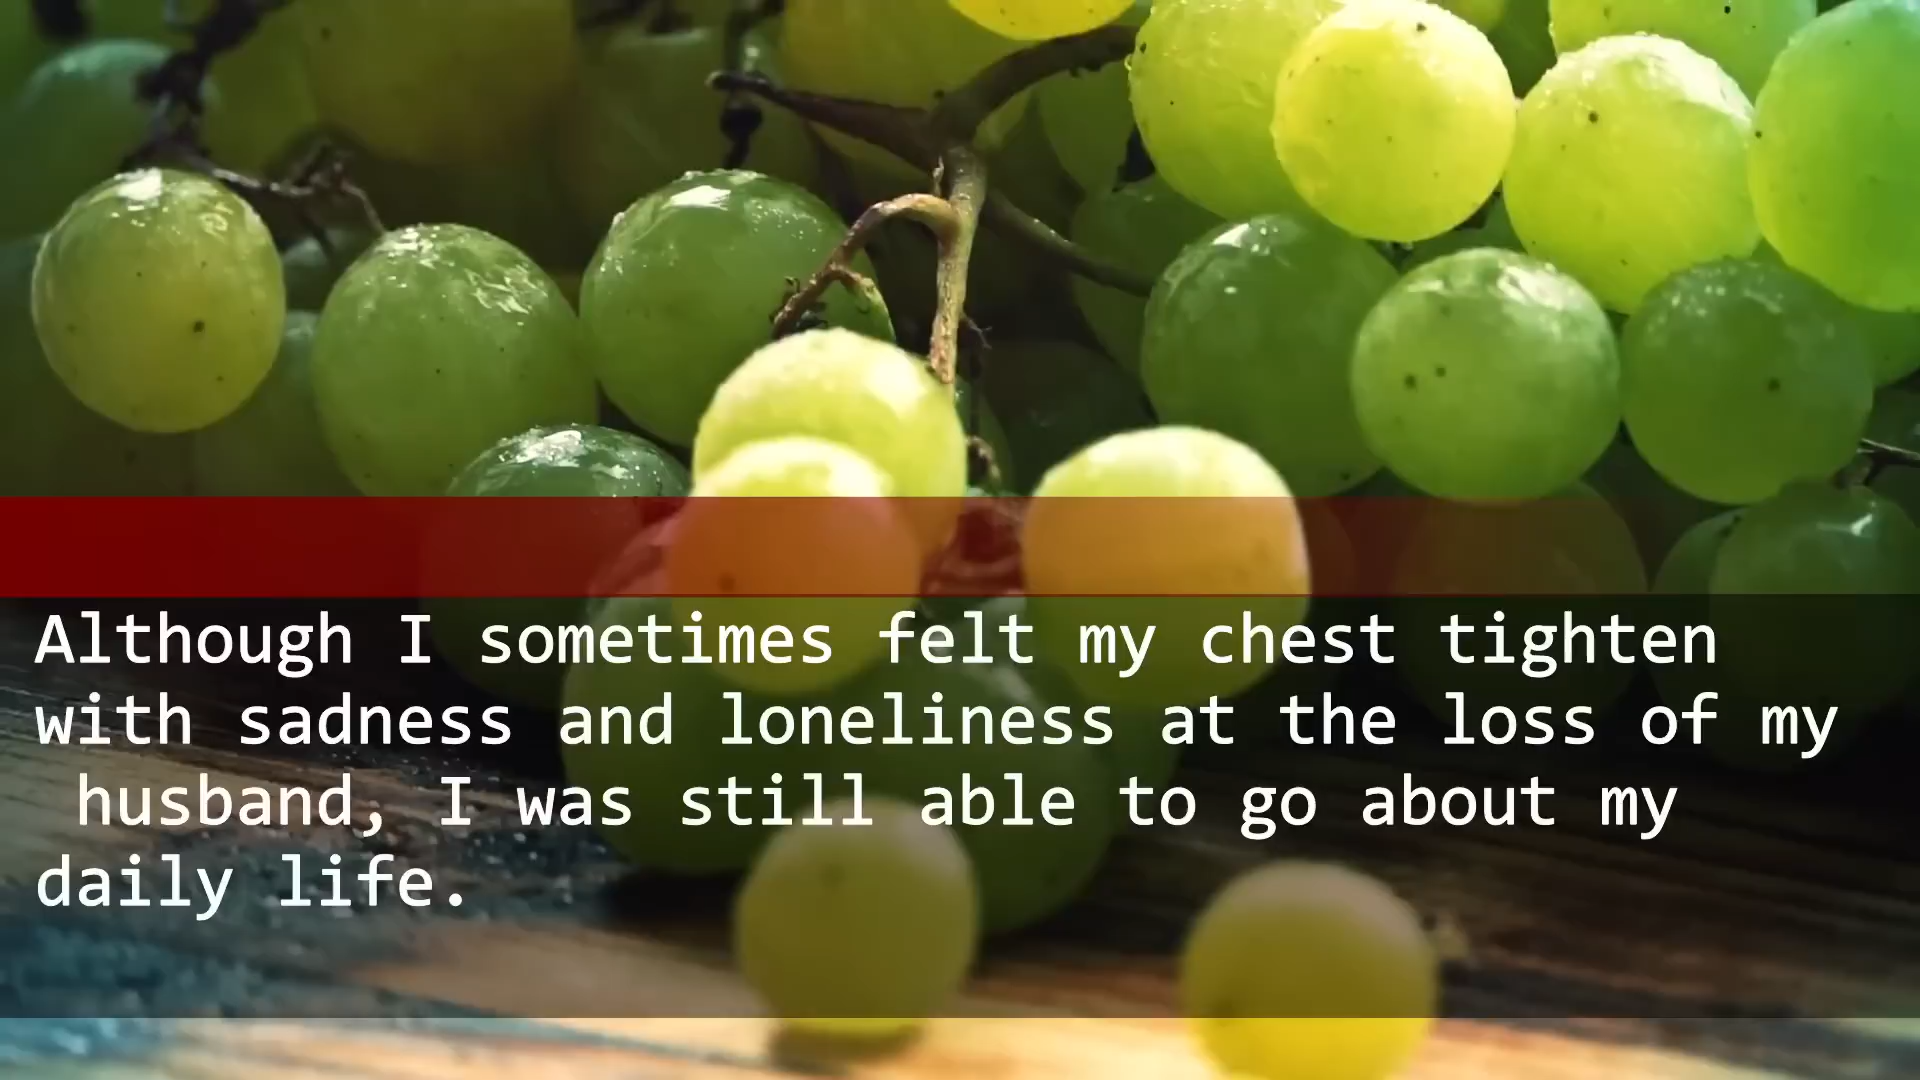 Although I sometimes felt my chest tighten
with sadness and loneliness at the loss of my
husband, I was still able to go about my
daily life.